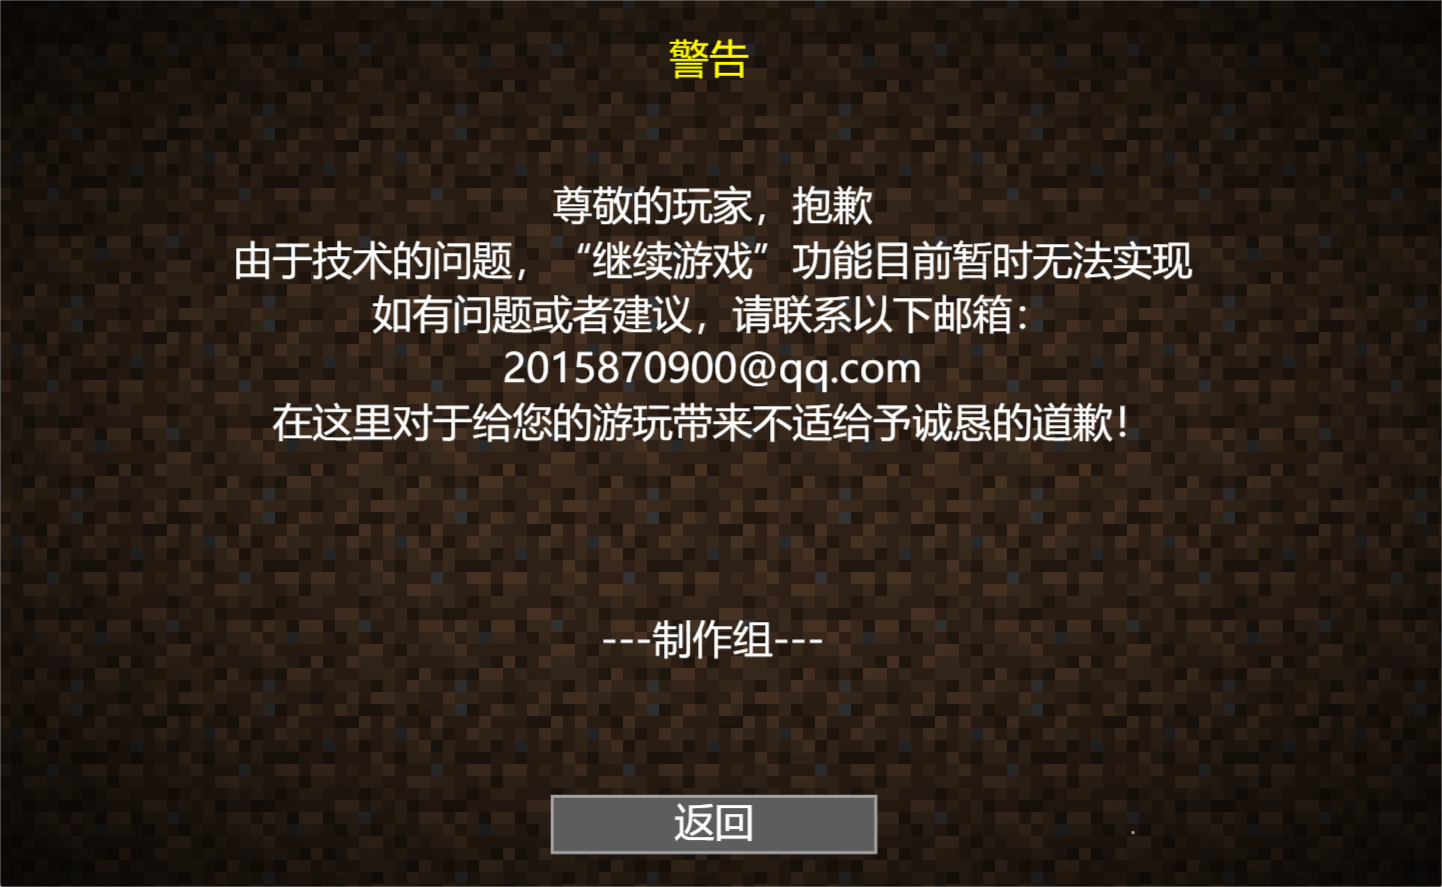 警告
尊敬的玩家，抱歉
由于技术的问题，“继续游戏”功能目前暂时无法实现
如有问题或者建议，请联系以下邮箱：
2015870900@qq.com
在这里对于给您的游玩带来不适给予诚恳的道歉！
---制作组---
返回